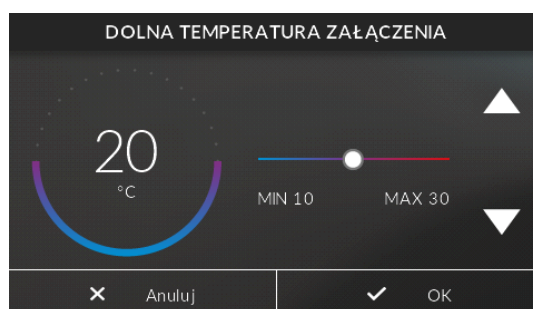 DOLNA TEMPERATURA ZAŁĄCZENIA
20
°C
MIN 10 MAX 30
Anuluj OK